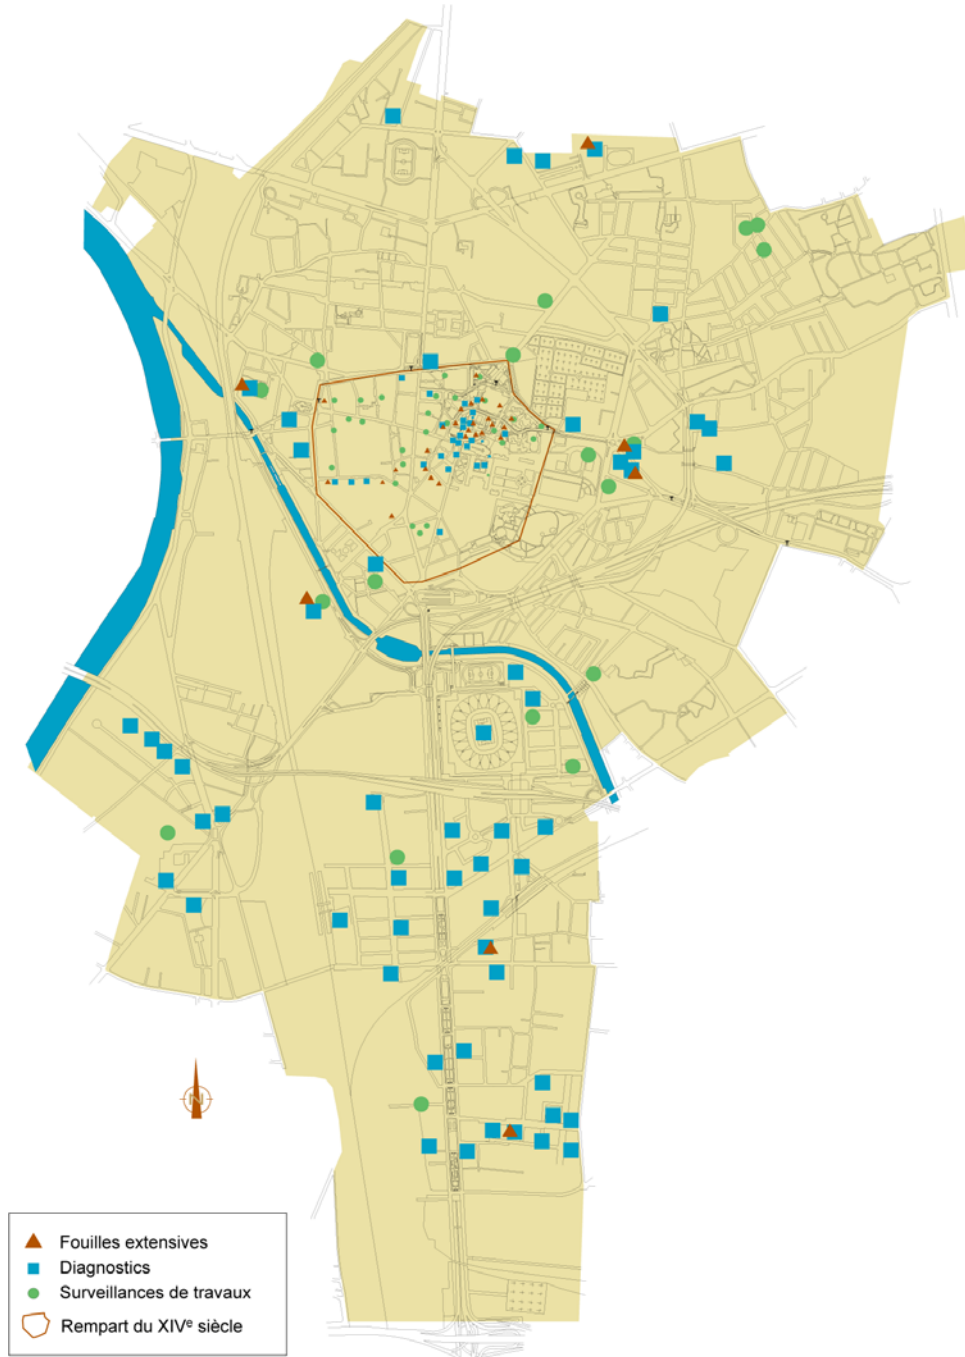 N
Fouilles extensives
Diagnostics
Surveillances de travaux
Rempart du XIVe siècle